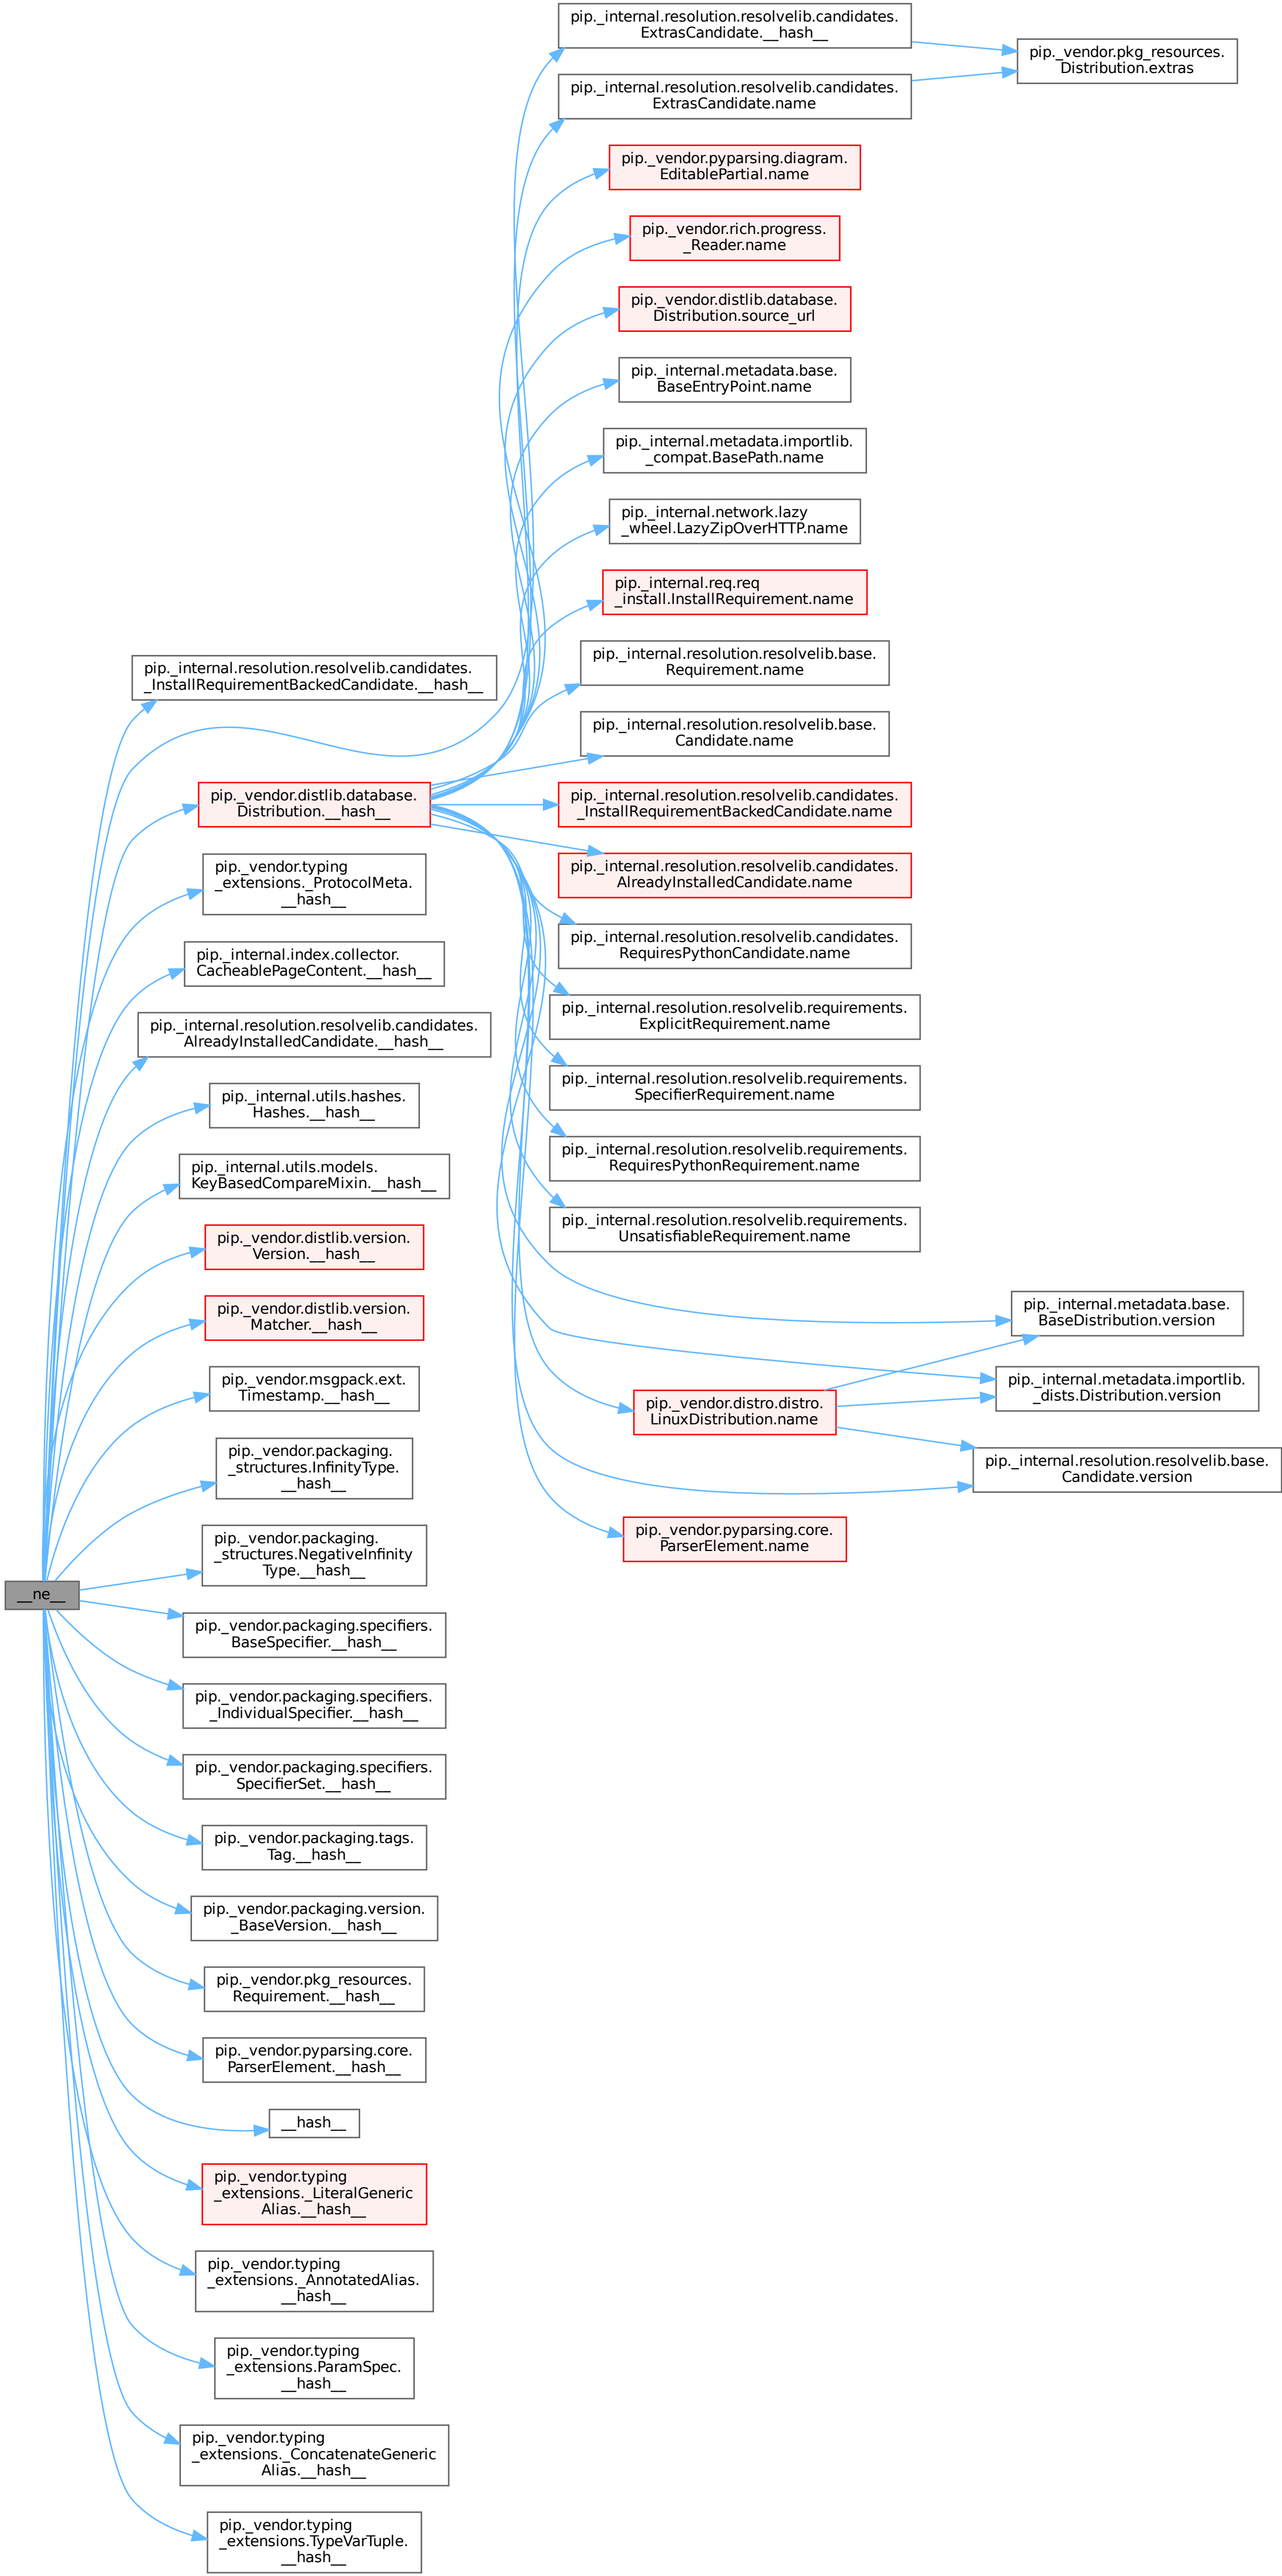 pip._internal.resolution.resolvelib.candidates.
ExtrasCandidate.__hash__
pip._vendor.pkg_resources.
Distribution.extras
pip._internal.resolution.resolvelib.candidates.
ExtrasCandidate.name
pip._vendor.pyparsing.diagram.
EditablePartial.name
pip._vendor.rich.progress.
_Reader.name
pip._vendor.distlib.database.
Distribution.source_url
pip._internal.metadata.base.
BaseEntryPoint.name
pip._internal.metadata.importlib.
_compat.BasePath.name
pip._internal.network.lazy
_wheel.LazyZipOverHTTP.name
pip._internal.req.req
_install.InstallRequirement.name
pip._internal.resolution.resolvelib.base.
Requirement.name
pip._internal.resolution.resolvelib.candidates.
_InstallRequirementBackedCandidate.__hash__
pip._internal.resolution.resolvelib.base.
Candidate.name
pip._vendor.distlib.database.
Distribution.__hash__
pip._internal.resolution.resolvelib.candidates.
_InstallRequirementBackedCandidate.name
pip._vendor.typing
_extensions._ProtocolMeta.
__hash__
pip._internal.resolution.resolvelib.candidates.
AlreadyInstalledCandidate.name
pip._internal.index.collector.
CacheablePageContent.__hash__
pip._internal.resolution.resolvelib.candidates.
RequiresPythonCandidate.name
pip._internal.resolution.resolvelib.candidates.
AlreadyInstalledCandidate.__hash__
pip._internal.resolution.resolvelib.requirements.
ExplicitRequirement.name
pip._internal.utils.hashes.
Hashes.__hash__
pip._internal.resolution.resolvelib.requirements.
SpecifierRequirement.name
pip._internal.utils.models.
KeyBasedCompareMixin.__hash__
pip._internal.resolution.resolvelib.requirements.
RequiresPythonRequirement.name
pip._vendor.distlib.version.
Version.__hash__
pip._internal.resolution.resolvelib.requirements.
UnsatisfiableRequirement.name
pip._vendor.distlib.version.
Matcher.__hash__
pip._internal.metadata.base.
BaseDistribution.version
pip._vendor.msgpack.ext.
Timestamp.__hash__
pip._vendor.distro.distro.
LinuxDistribution.name
pip._internal.metadata.importlib.
_dists.Distribution.version
pip._vendor.packaging.
_structures.InfinityType.
__hash__
pip._internal.resolution.resolvelib.base.
Candidate.version
pip._vendor.packaging.
_structures.NegativeInfinity
Type.__hash__
pip._vendor.pyparsing.core.
ParserElement.name
__ne__
pip._vendor.packaging.specifiers.
BaseSpecifier.__hash__
pip._vendor.packaging.specifiers.
_IndividualSpecifier.__hash__
pip._vendor.packaging.specifiers.
SpecifierSet.__hash__
pip._vendor.packaging.tags.
Tag.__hash__
pip._vendor.packaging.version.
_BaseVersion.__hash__
pip._vendor.pkg_resources.
Requirement.__hash__
pip._vendor.pyparsing.core.
ParserElement.__hash__
__hash__
pip._vendor.typing
_extensions._LiteralGeneric
Alias.__hash__
pip._vendor.typing
_extensions._AnnotatedAlias.
__hash__
pip._vendor.typing
_extensions.ParamSpec.
__hash__
pip._vendor.typing
_extensions._ConcatenateGeneric
Alias.__hash__
pip._vendor.typing
_extensions.TypeVarTuple.
__hash__